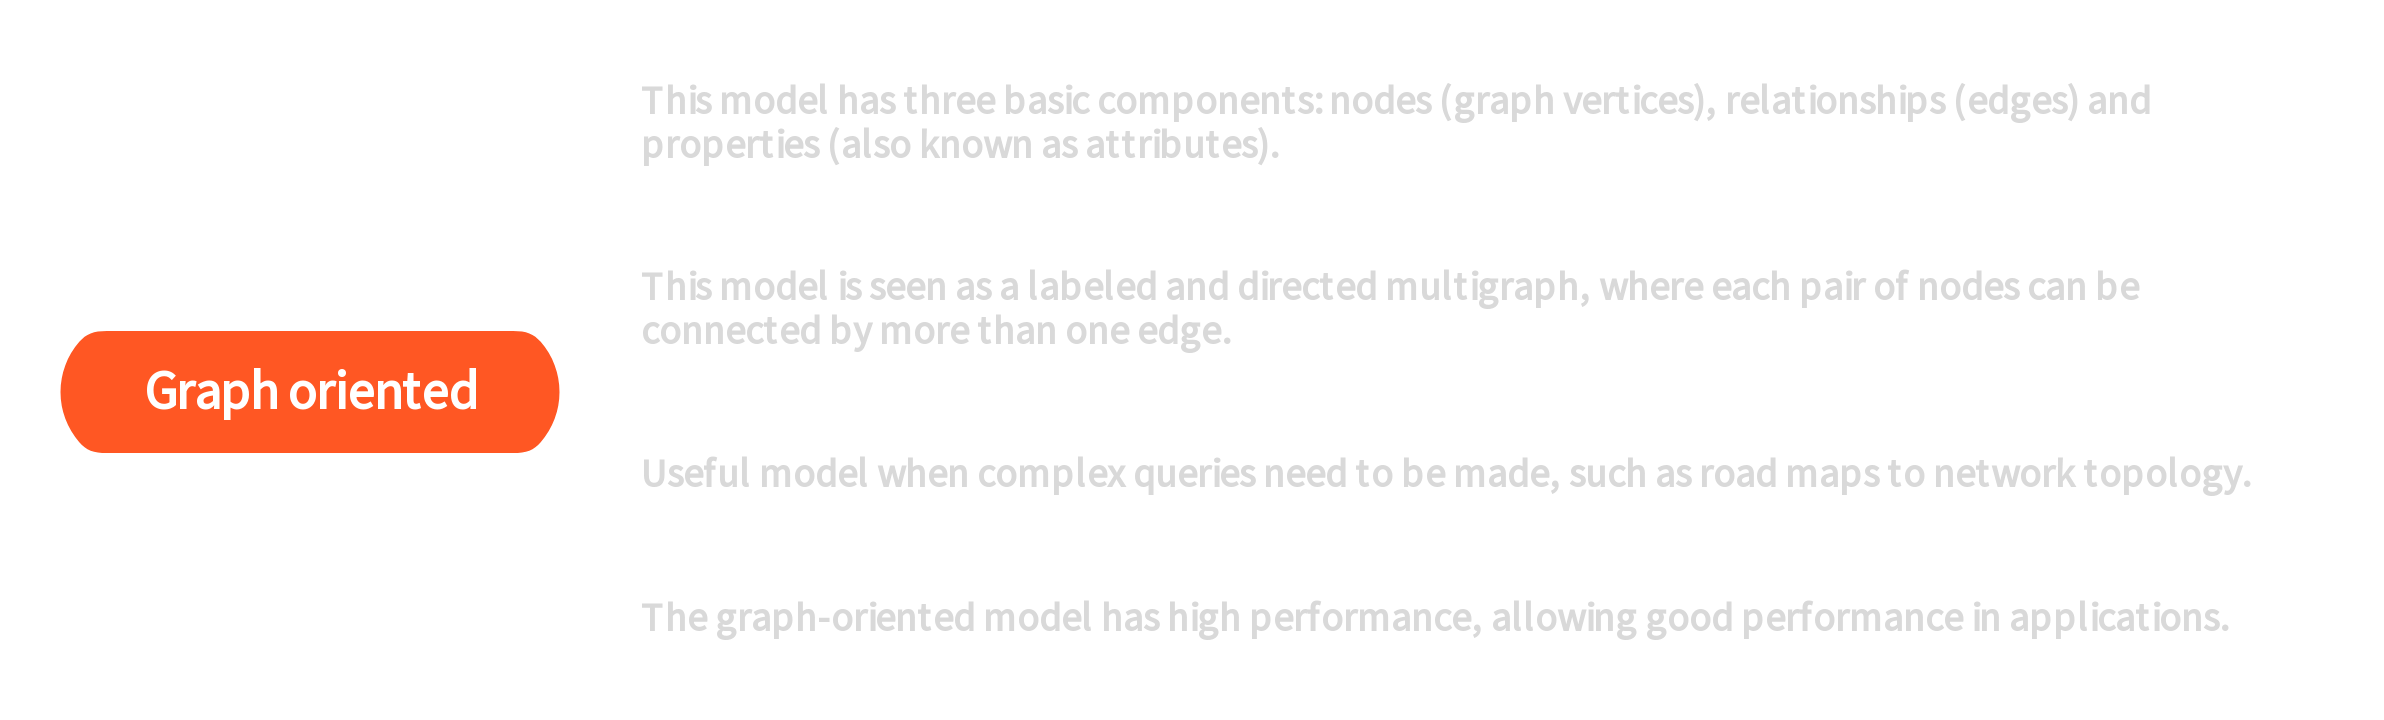 This model has three basic components: nodes (graph vertices), relationships (edges) and
properties (also known as attributes).
This model is seen as a labeled and directed multigraph, where each pair of nodes can be
connected by more than one edge.
Graph oriented
Useful model when complex queries need to be made, such as road maps to network topology.
The graph-oriented model has high performance, allowing good performance in applications.